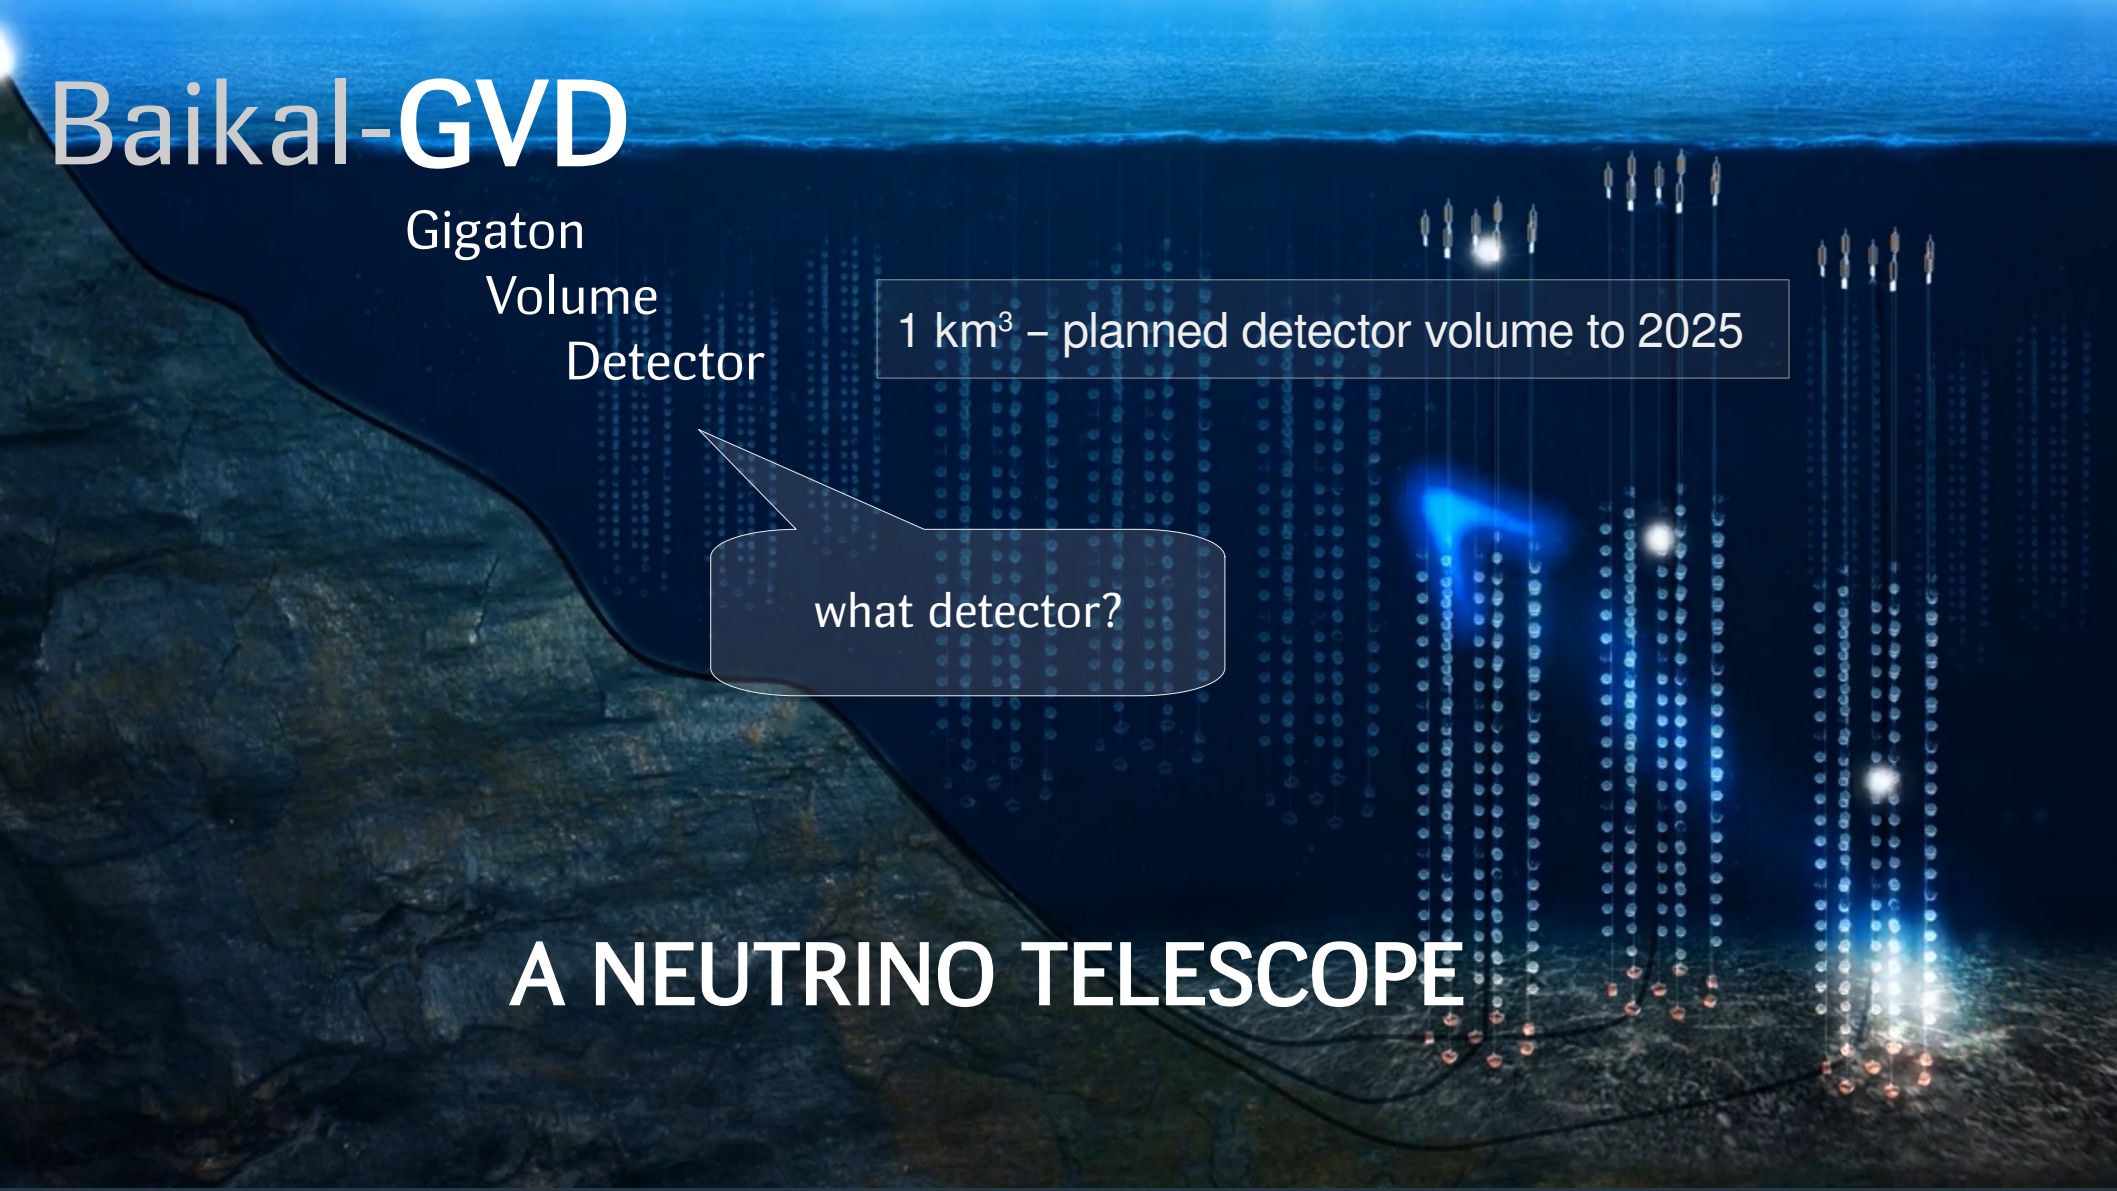 Baikal-GVD
Gigaton
Volume
Detector
1 km³ – planned detector volume to 2025
what detector?
A NEUTRINO TELESCOPE